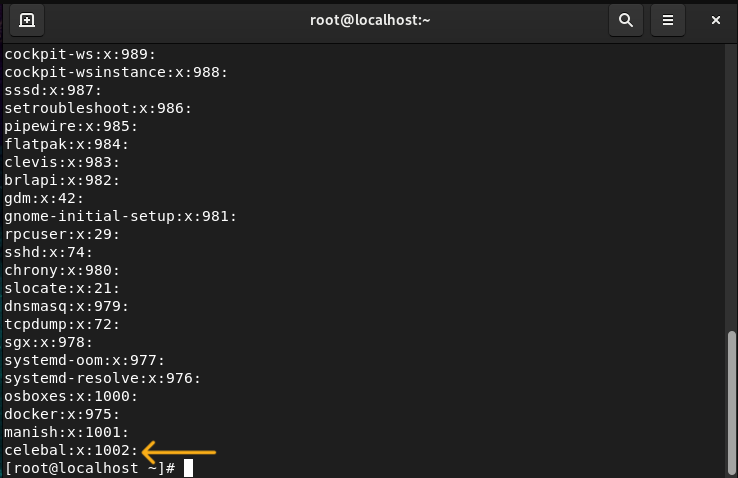 root@localhost:~
cockpit-ws:x:989:
cockpit-wsinstance:x:988:
sssd:x:987:
setroubleshoot:x:986:
pipewire:x:985:
flatpak:x:984:
clevis:x:983:
brlapi:x:982:
gdm:x:42:
gnome-initial-setup:x:981:
rpcuser:x:29:
sshd:x:74:
chrony:x:980:
slocate:x:21:
dnsmasq:x:979:
tcpdump:x:72:
sgx:x:978:
systemd-oom:x:977:
systemd-resolve:x:976:
osboxes:x:1000:
docker:x:975:
manish:x:1001:
celebal:x:1002:
[root@localhost ~]#